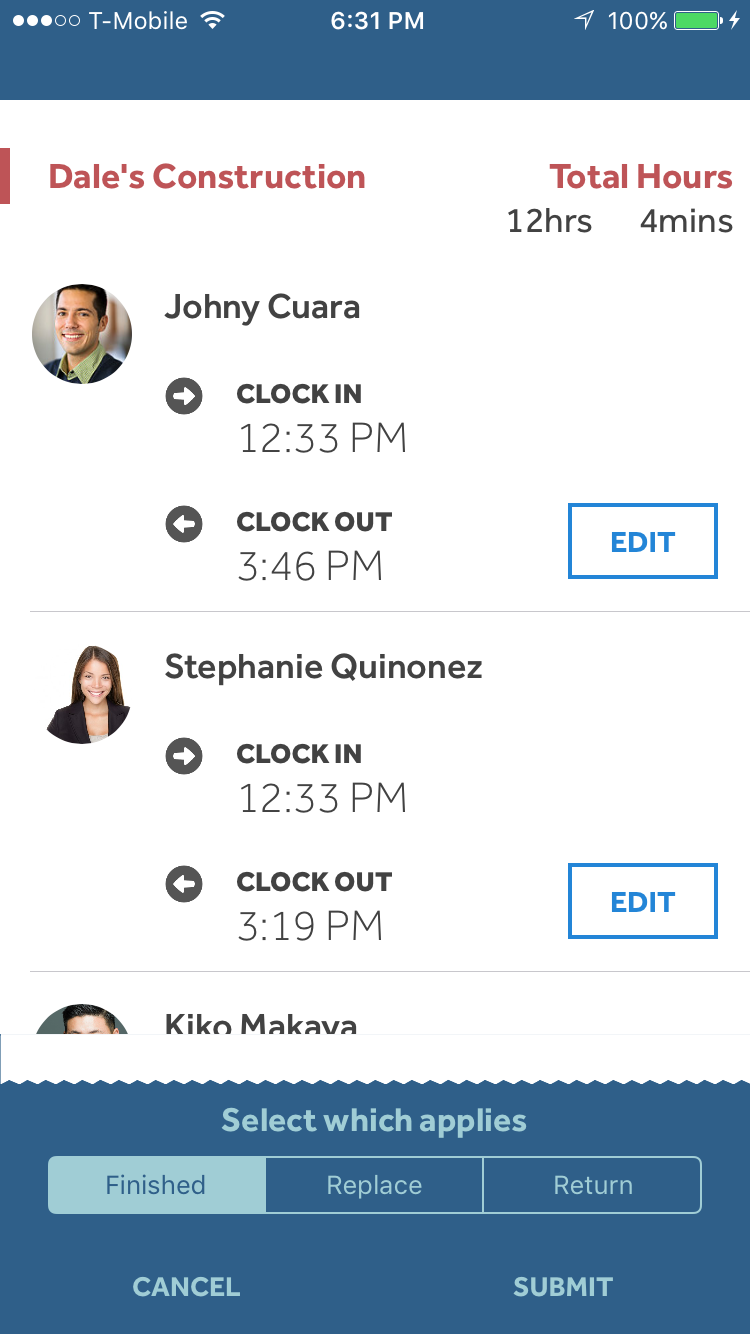 T-Mobile 6:31 PM 100%
Dale's Construction Total Hours
12hrs 4mins
Johny Cuara
CLOCK IN
12:33 PM
CLOCK OUT
3:46 PM
EDIT
Stephanie Quinonez
CLOCK IN
12:33 PM
CLOCK OUT
3:19 PM
EDIT
Kiko Makaya
Select which applies
Finished Replace Return
CANCEL SUBMIT